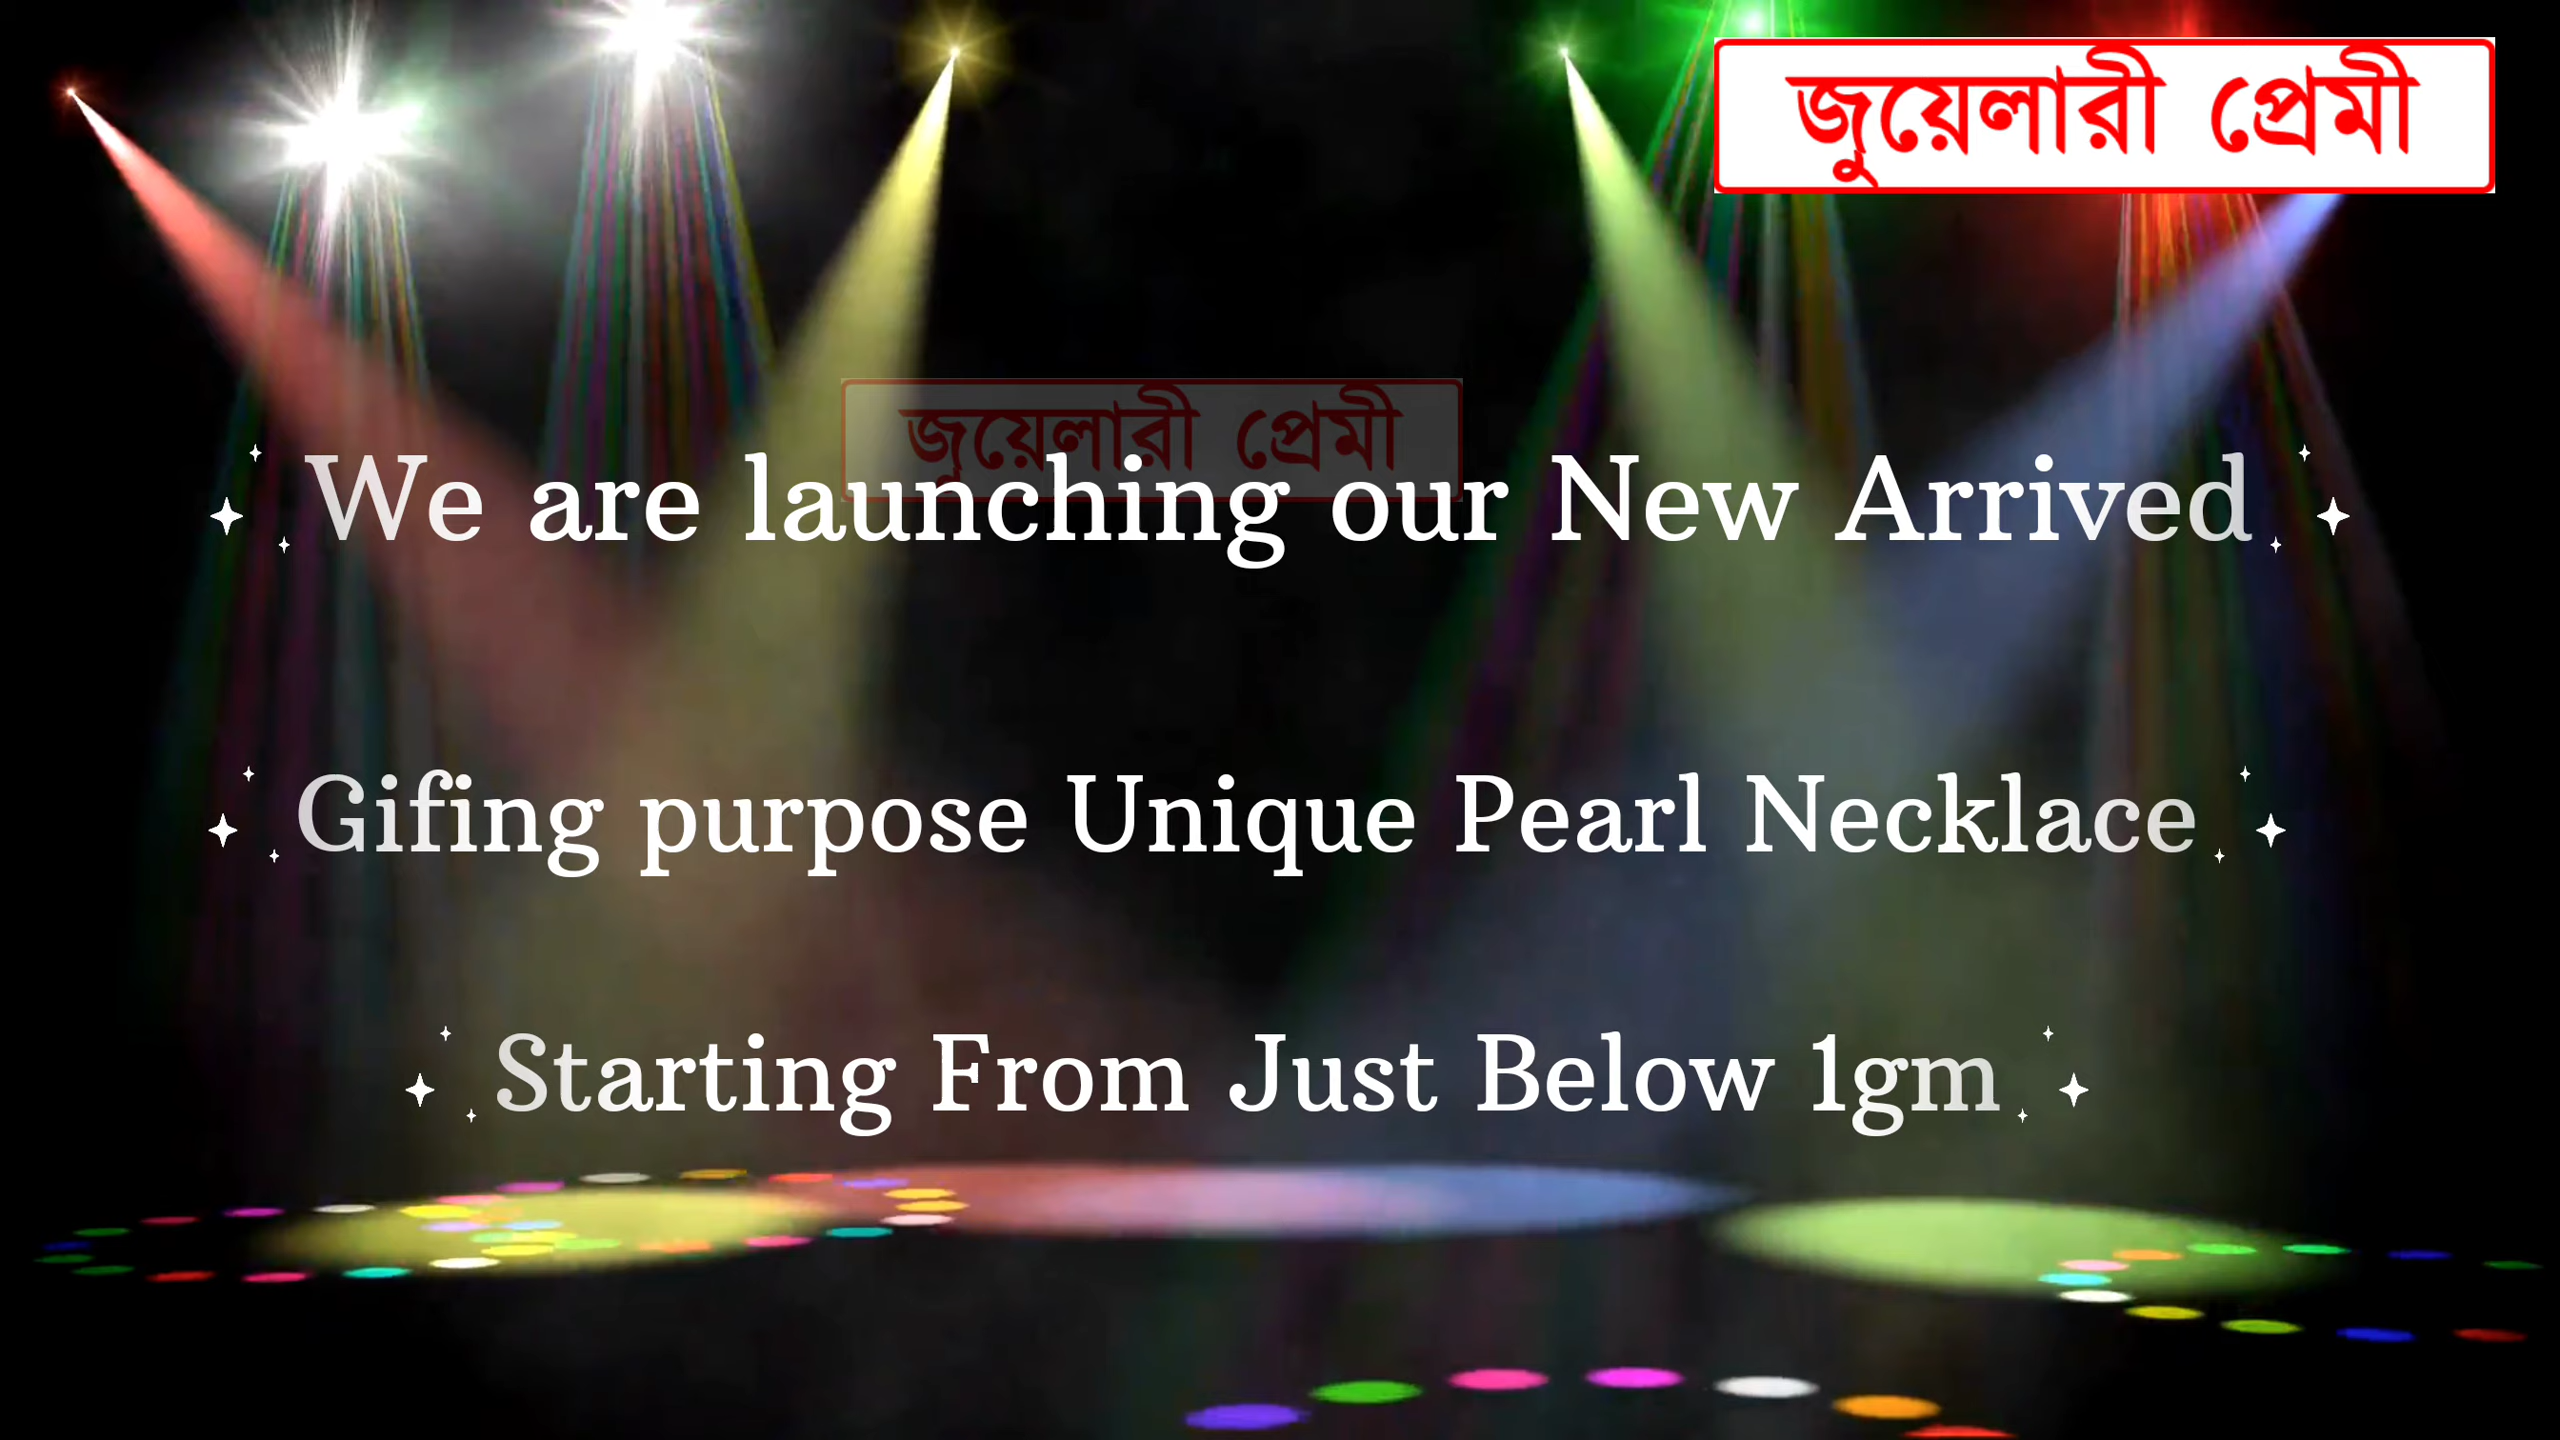 জুয়েলারী প্রেমী
জুয়েলারী প্রেমী
We are launching our New Arrived
Gifing purpose Unique Pearl Necklace
Starting From Just Below 1gm